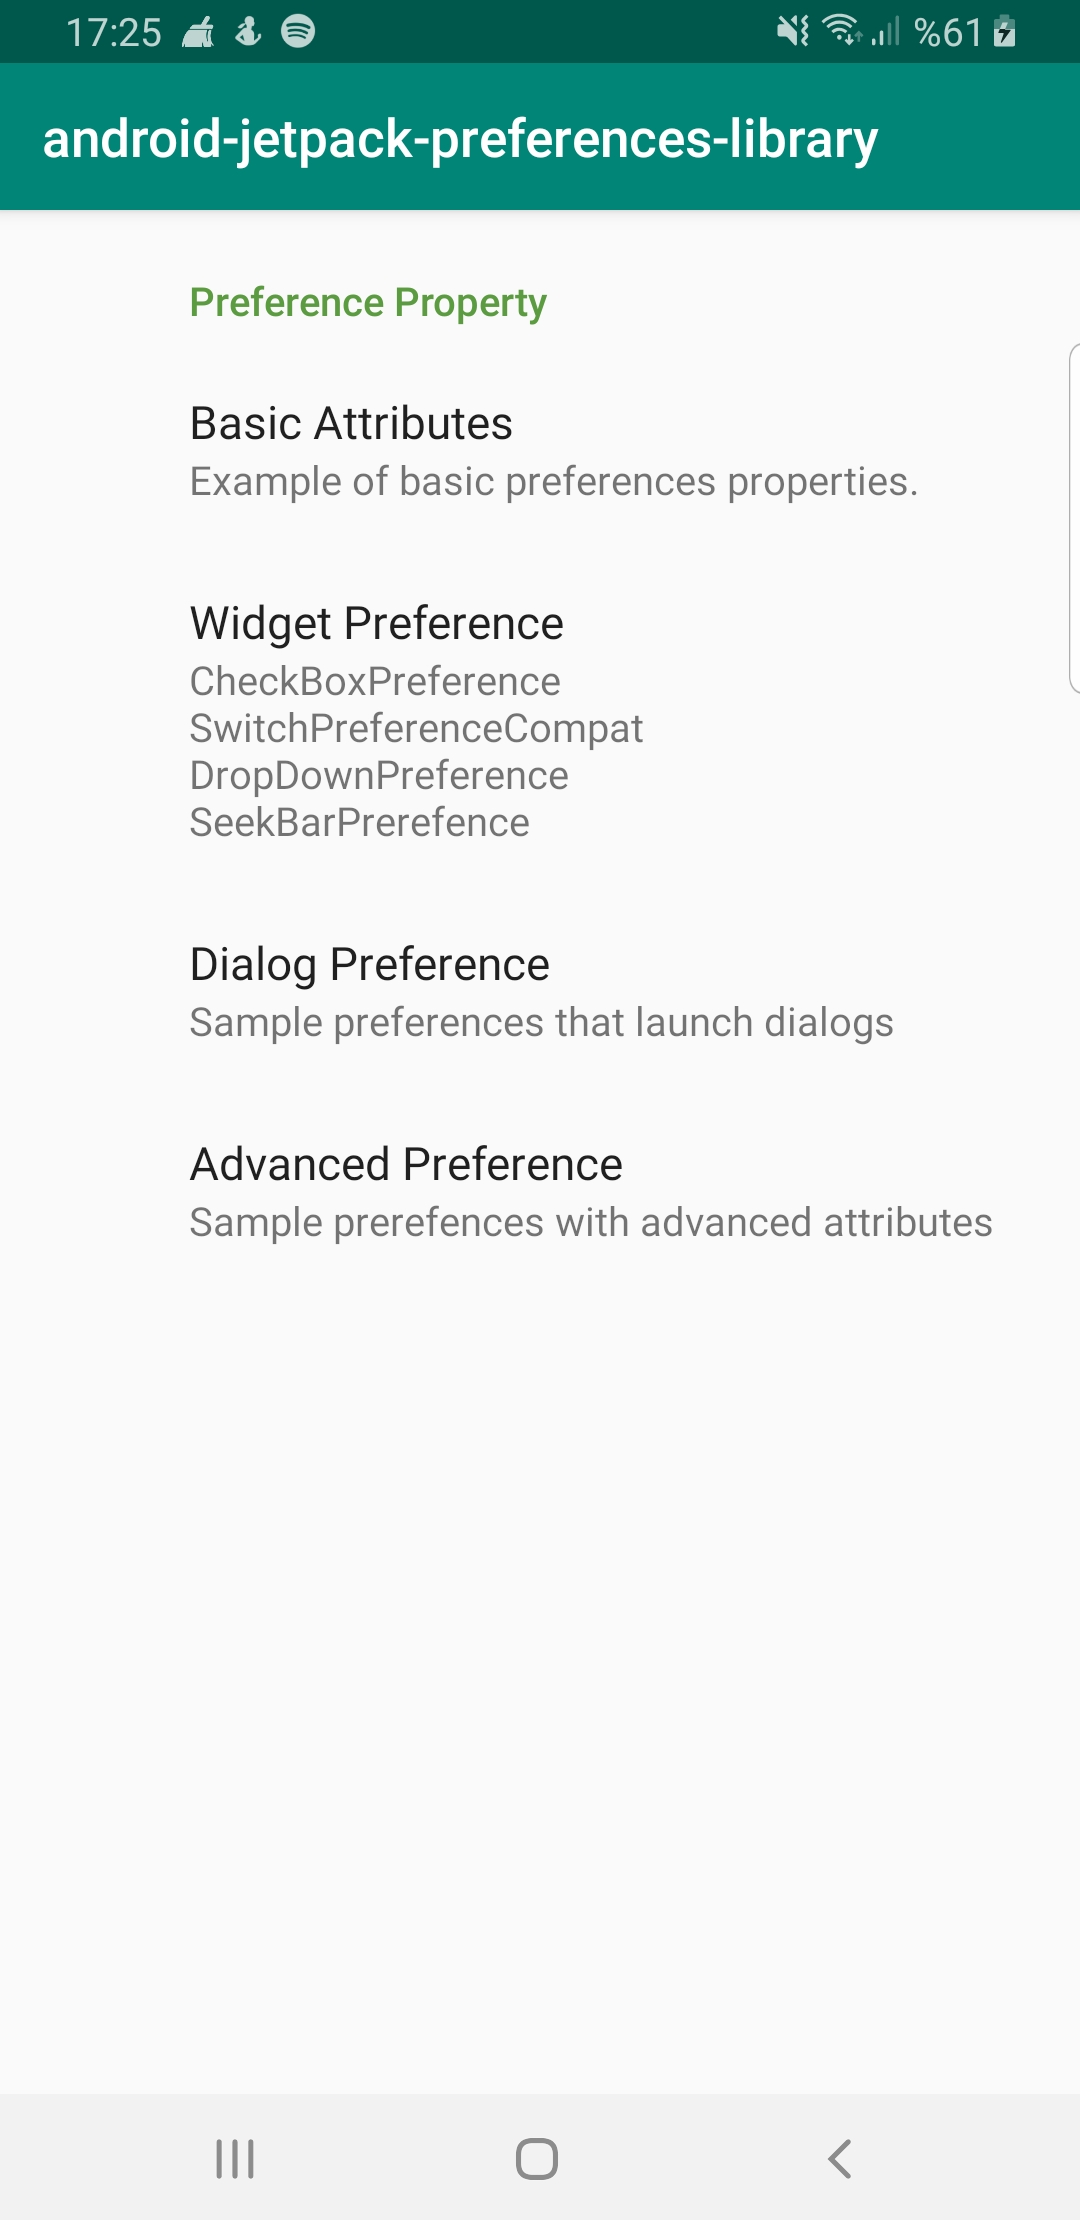 17:25
%61
android-jetpack-preferences-library
Preference Property
Basic Attributes
Example of basic preferences properties.
Widget Preference
CheckBoxPreference
SwitchPreferenceCompat
DropDownPreference
SeekBarPrerefence
Dialog Preference
Sample preferences that launch dialogs
Advanced Preference
Sample prerefences with advanced attributes